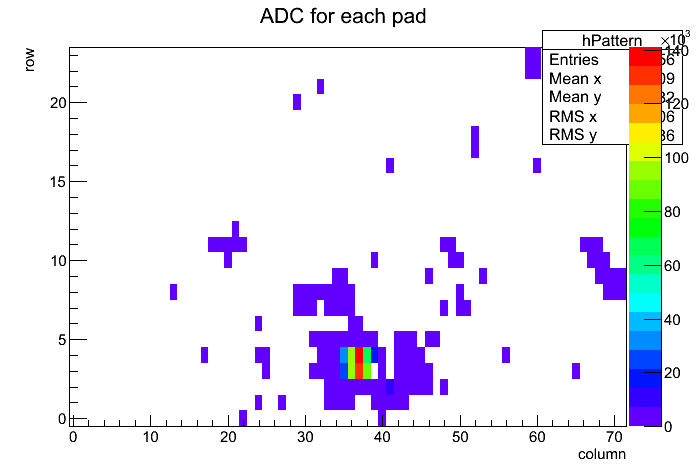 ADC for each pad
hPattern
×10³
Entries
Mean x
Mean y
RMS x
RMS y
140
120
100
80
60
40
20
0
row
20
15
10
5
0
0 10 20 30 40 50 60 70
column